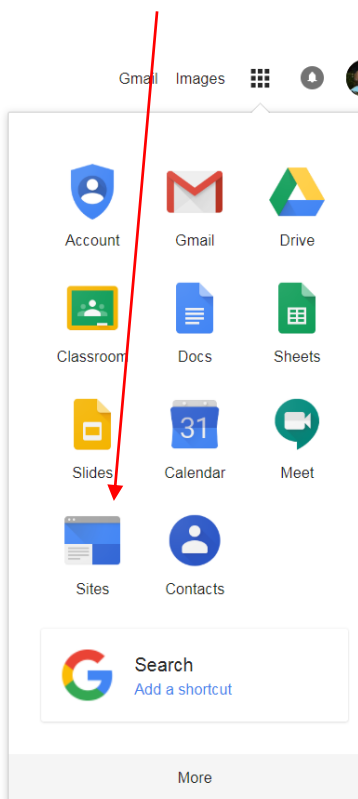 Gmail Images
Account Gmail Drive
Classroom Docs Sheets
31
Slides Calendar Meet
Sites Contacts
Search
Add a shortcut
More